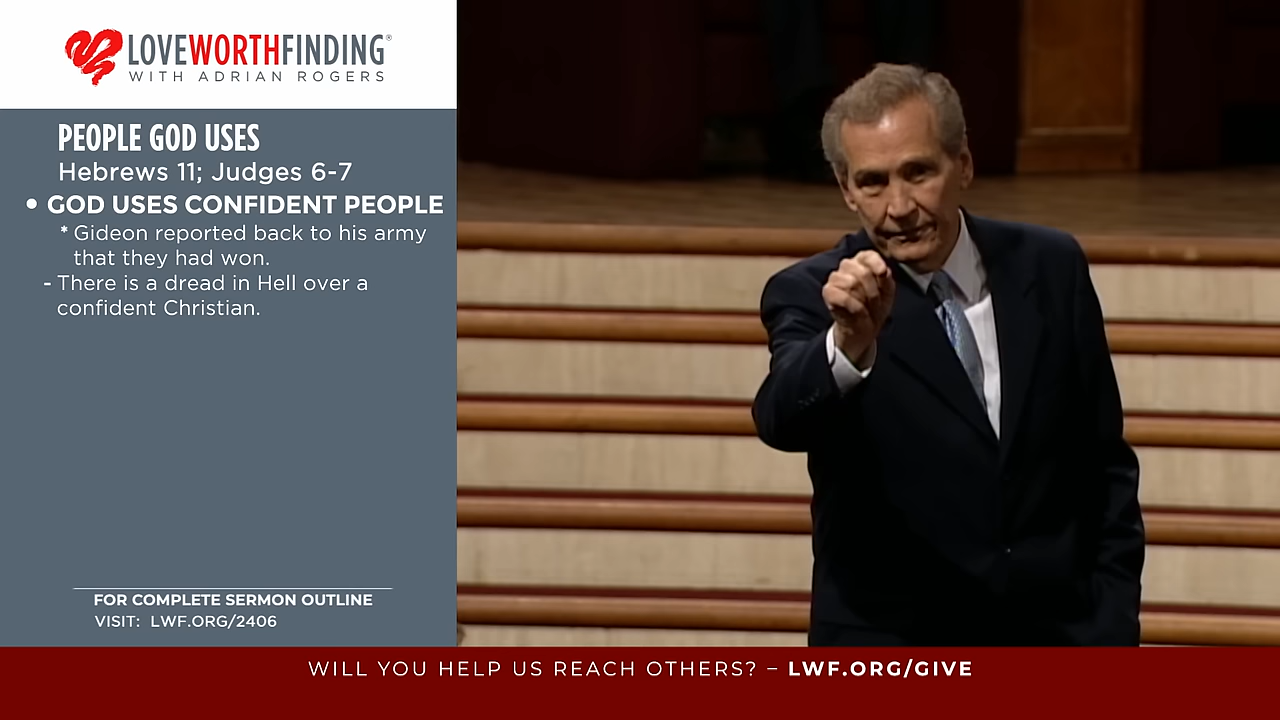 LOVEWORTHFINDING®
WITH ADRIAN ROGERS
PEOPLE GOD USES
Hebrews 11; Judges 6-7
• GOD USES CONFIDENT PEOPLE
* Gideon reported back to his army
that they had won.
- There is a dread in Hell over a
confident Christian.
FOR COMPLETE SERMON OUTLINE
VISIT: LWF.ORG/2406
WILL YOU HELP US REACH OTHERS? – LWF.ORG/GIVE